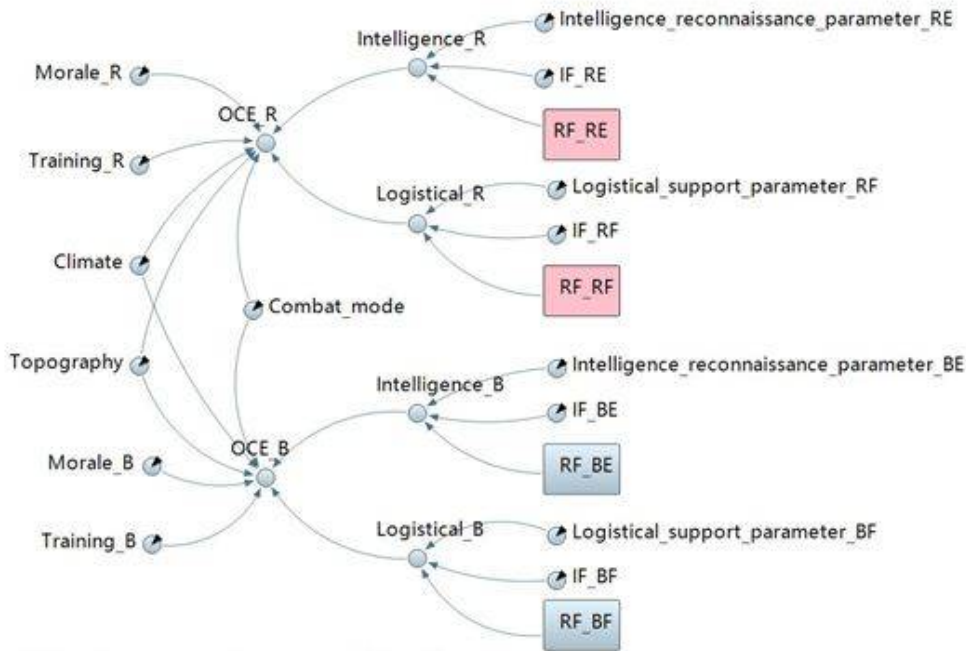 Intelligence_reconnaissance_parameter_RE
Intelligence_R
Morale_R
IF_RE
OCE_R
RF_RE
Training_R
Logistical_R
Logistical_support_parameter_RF
IF_RF
Climate
RF_RF
Combat_mode
Topography
Intelligence_reconnaissance_parameter_BE
Intelligence_B
IF_BE
OCE_B
Morale_B
RF_BE
Logistical_B
Logistical_support_parameter_BF
Training_B
IF_BF
RF_BF